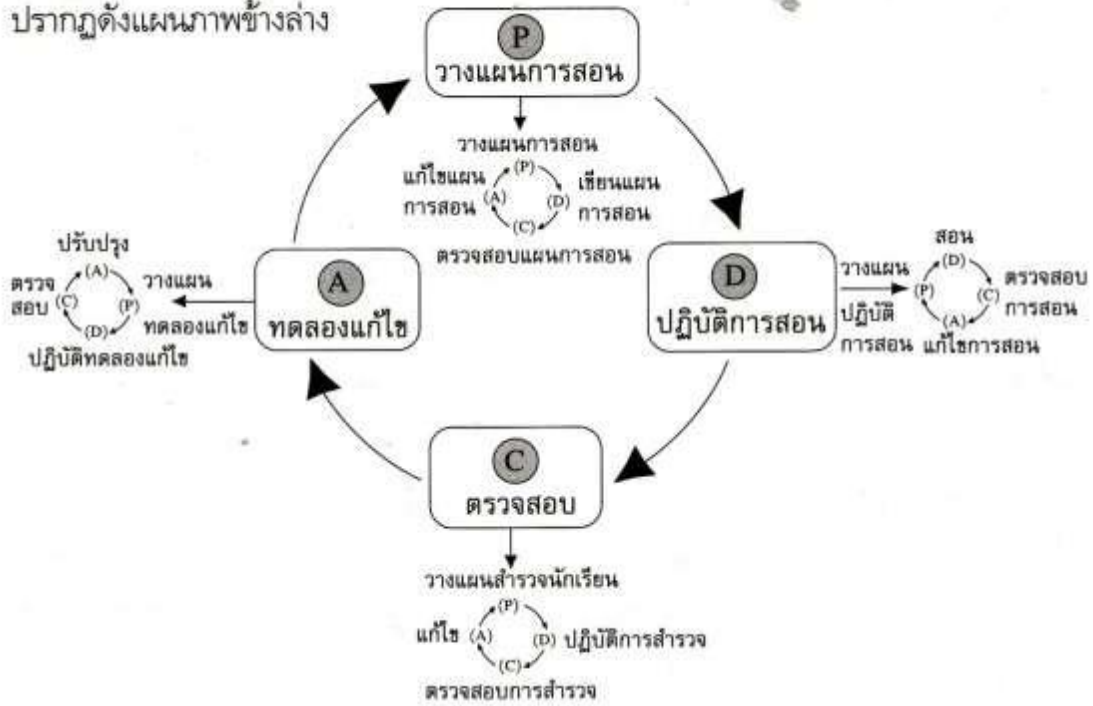 ปรากฏดังแผนภาพข้างล่าง
P
วางแผนการสอน
วางแผนการสอน
(P)
แก้ไขแผน
การสอน
(A)
(D)
เขียนแผน
การสอน
(C)
ตรวจสอบแผนการสอน
D
ปฏิบัติการสอน
วางแผน
ปฏิบัติ
การสอน
สอน
(D)
(P)
(C)
ตรวจสอบ
การสอน
(A)
แก้ไขการสอน
C
ตรวจสอบ
วางแผนสำรวจนักเรียน
(P)
แก้ไข (A)
(D) ปฏิบัติการสำรวจ
(C)
ตรวจสอบการสำรวจ
A
ทดลองแก้ไข
วางแผน
ทดลองแก้ไข
ปรับปรุง
(A)
ตรวจ
สอบ
(C)
(P)
(D)
ปฏิบัติทดลองแก้ไข